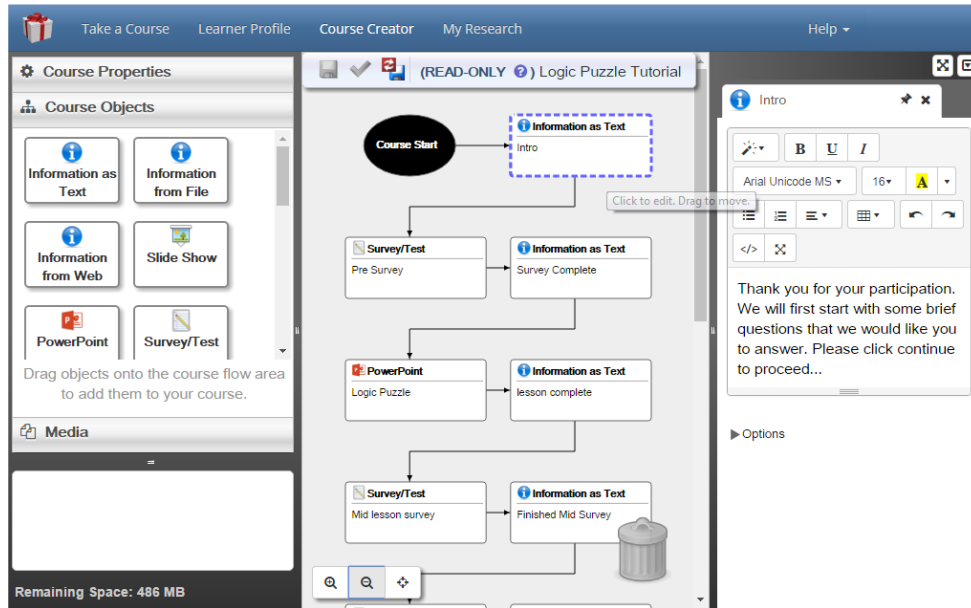 Take a Course Learner Profile Course Creator My Research Help
Course Properties
Course Objects
Information as
Text
Information
from File
Information
from Web
Slide Show
PowerPoint
Survey/Test
Drag objects onto the course flow area
to add them to your course.
Media
Remaining Space: 486 MB
(READ-ONLY ?) Logic Puzzle Tutorial
Course Start
Information as Text
Intro
Click to edit. Drag to move.
Survey/Test
Pre Survey
Information as Text
Survey Complete
PowerPoint
Logic Puzzle
Information as Text
lesson complete
Survey/Test
Mid lesson survey
Information as Text
Finished Mid Survey
Intro
B U I
Arial Unicode MS 16 A
</>
Thank you for your participation.
We will first start with some brief
questions that we would like you
to answer. Please click continue
to proceed...
Options